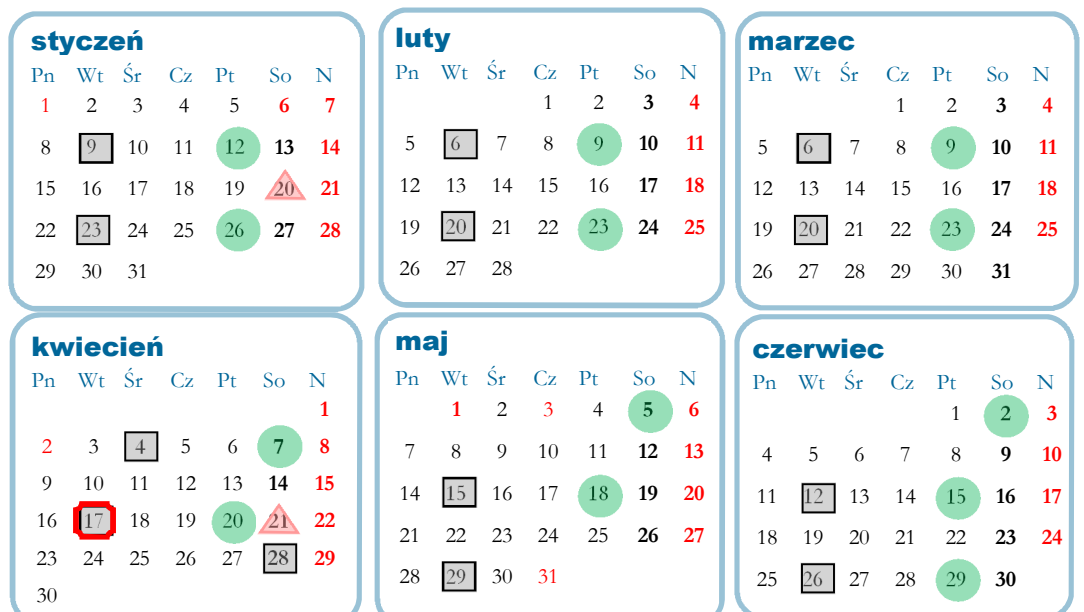 styczeń
Pn Wt Śr Cz Pt So N
1 2 3 4 5 6 7
8 9 10 11 12 13 14
15 16 17 18 19 20 21
22 23 24 25 26 27 28
29 30 31
luty
Pn Wt Śr Cz Pt So N
1 2 3 4
5 6 7 8 9 10 11
12 13 14 15 16 17 18
19 20 21 22 23 24 25
26 27 28
marzec
Pn Wt Śr Cz Pt So N
1 2 3 4
5 6 7 8 9 10 11
12 13 14 15 16 17 18
19 20 21 22 23 24 25
26 27 28 29 30 31
kwiecień
Pn Wt Śr Cz Pt So N
1
2 3 4 5 6 7 8
9 10 11 12 13 14 15
16 17 18 19 20 21 22
23 24 25 26 27 28 29
30
maj
Pn Wt Śr Cz Pt So N
1 2 3 4 5 6
7 8 9 10 11 12 13
14 15 16 17 18 19 20
21 22 23 24 25 26 27
28 29 30 31
czerwiec
Pn Wt Śr Cz Pt So N
1 2 3
4 5 6 7 8 9 10
11 12 13 14 15 16 17
18 19 20 21 22 23 24
25 26 27 28 29 30